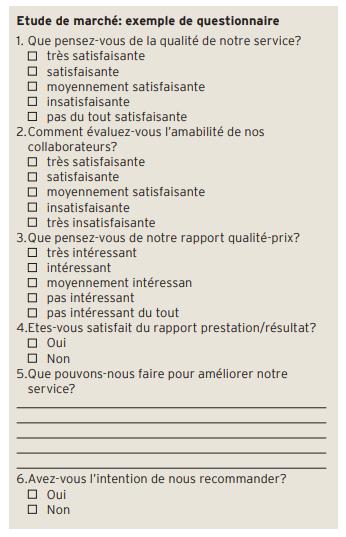 Etude de marché: exemple de questionnaire
1. Que pensez-vous de la qualité de notre service?
☐ très satisfaisante
☐ satisfaisante
☐ moyennement satisfaisante
☐ insatisfaisante
☐ pas du tout satisfaisante
2.Comment évaluez-vous l'amabilité de nos
collaborateurs?
☐ très satisfaisante
☐ satisfaisante
☐ moyennement satisfaisante
☐ insatisfaisante
☐ très insatisfaisante
3.Que pensez-vous de notre rapport qualité-prix?
☐ très intéressant
☐ intéressant
☐ moyennement intéressan
☐ pas intéressant
☐ pas intéressant du tout
4.Etes-vous satisfait du rapport prestation/résultat?
☐ Oui
☐ Non
5.Que pouvons-nous faire pour améliorer notre
service?
6.Avez-vous l'intention de nous recommander?
☐ Oui
☐ Non